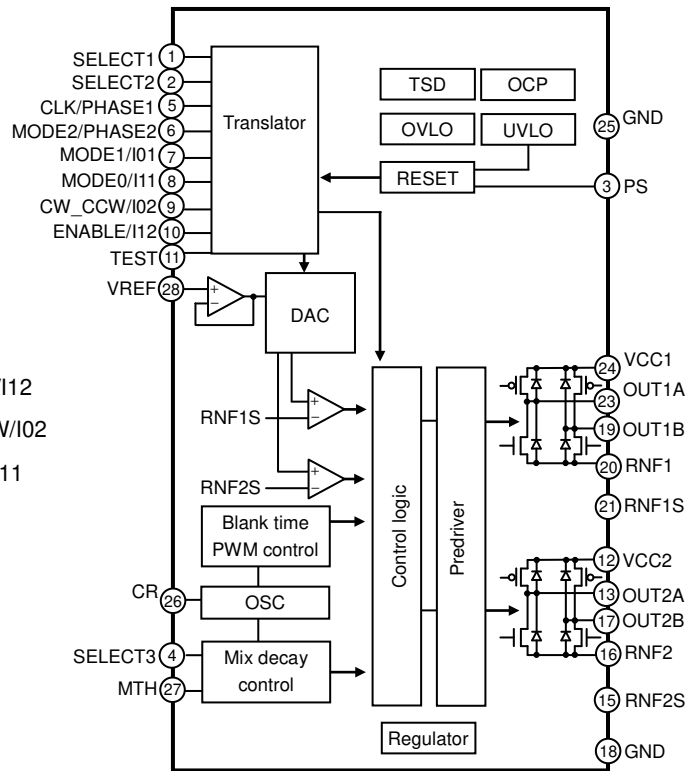 SELECT1 1
SELECT2 2
CLK/PHASE1 5
MODE2/PHASE2 6
MODE1/I01 7
MODE0/I11 8
CW_CCW/I02 9
ENABLE/I12 10
TEST 11
VREF 28
Translator
TSD
OCP
OVLO
UVLO
RESET
25 GND
3 PS
+
−
DAC
/I12
W/I02
11
RNF1S
+
−
RNF2S
+
−
Blank time
PWM control
CR 26
OSC
SELECT3 4
MTH 27
Mix decay
control
Control logic
Predriver
Regulator
24 VCC1
23 OUT1A
19 OUT1B
20 RNF1
21 RNF1S
12 VCC2
13 OUT2A
17 OUT2B
16 RNF2
15 RNF2S
18 GND